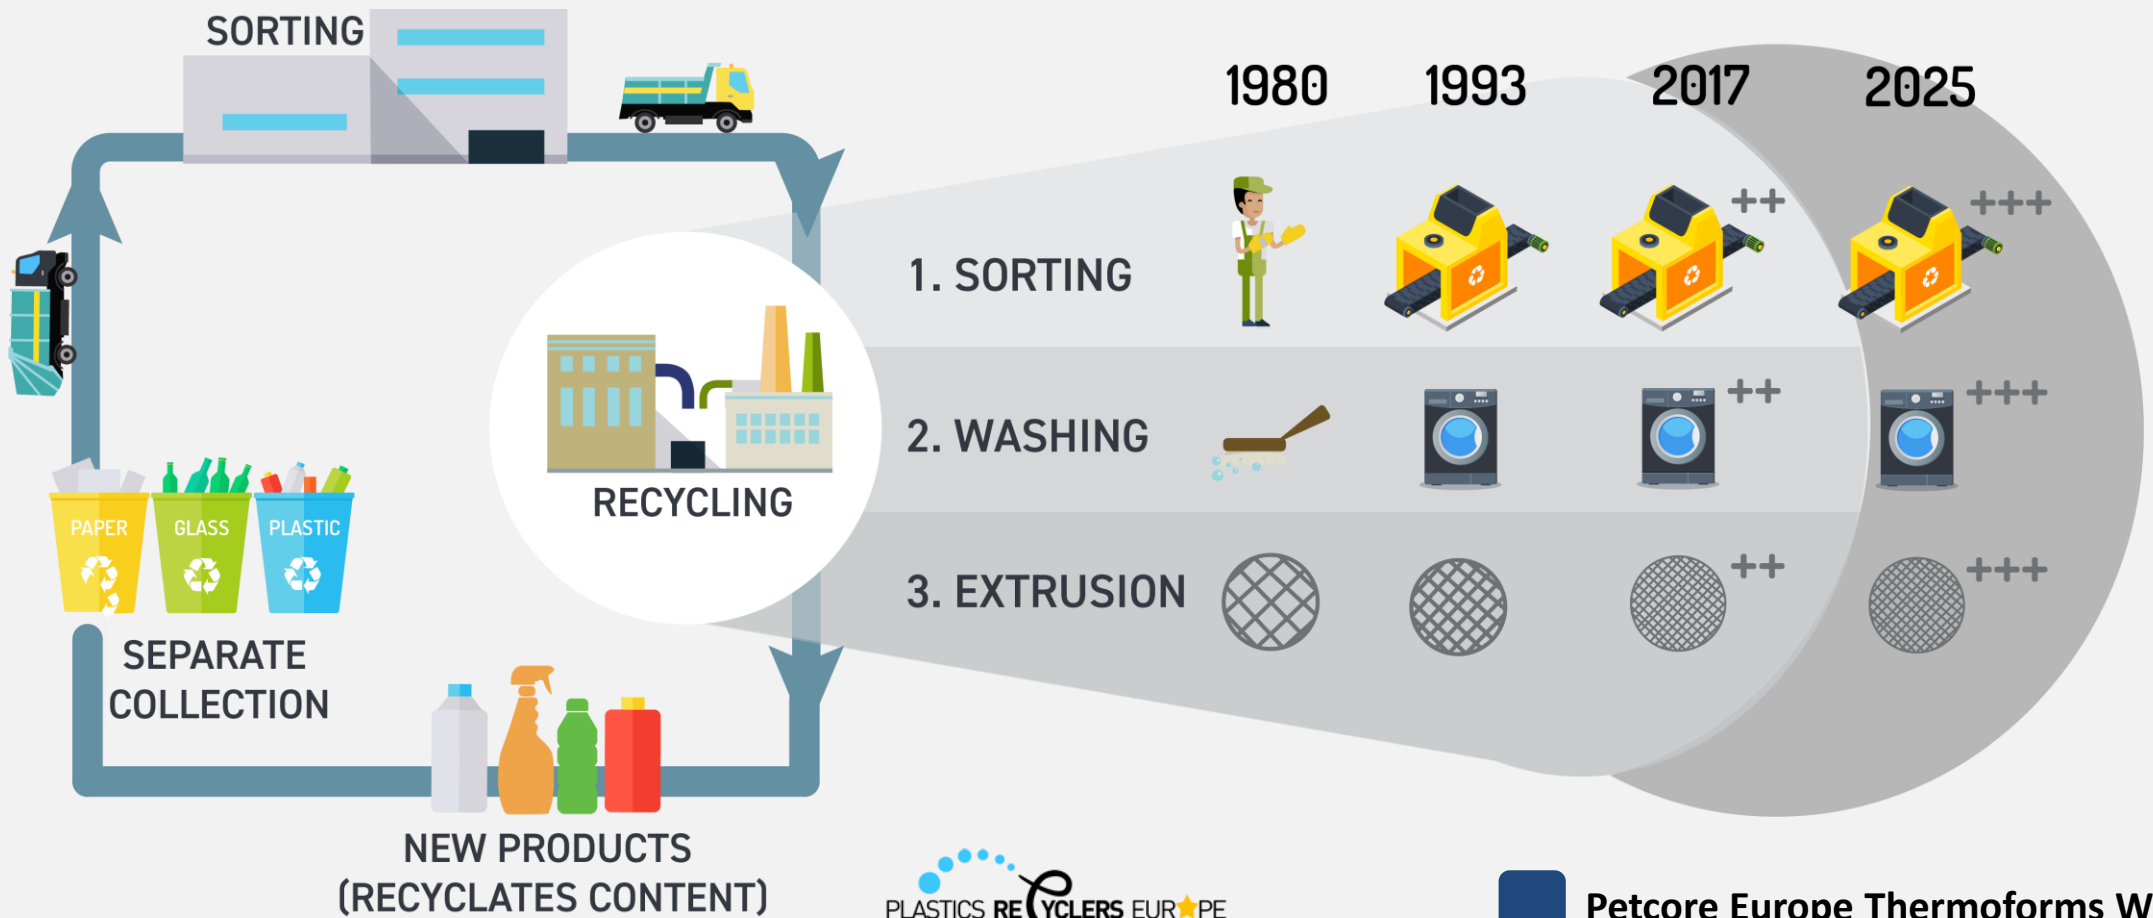 SORTING
1980
1993
2017
2025
++
+++
1. SORTING
2. WASHING
++
+++
3. EXTRUSION
++
+++
RECYCLING
PAPER
GLASS
PLASTIC
SEPARATE
COLLECTION
NEW PRODUCTS
(RECYCLATES CONTENT)
PLASTICS RECYCLERS EUROPE
Petcore Europe Thermoforms W